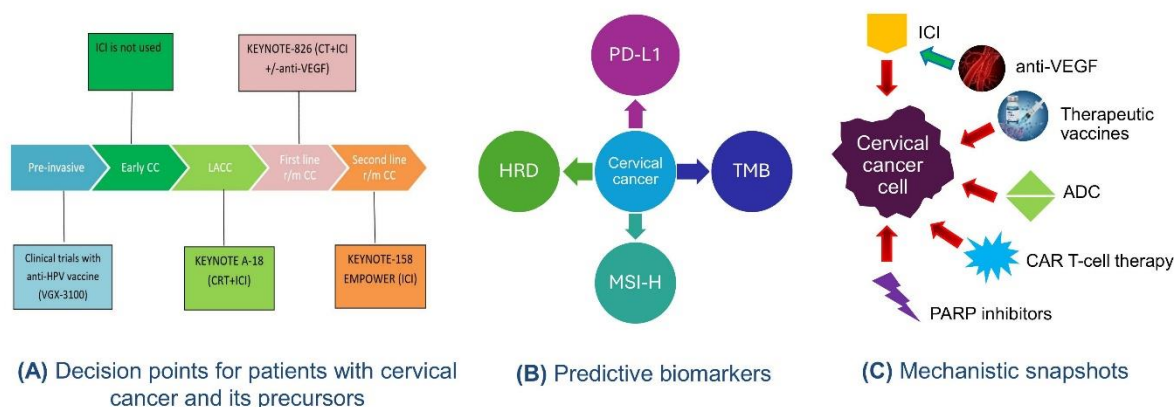 ICI is not used
KEYNOTE-826 (CT+ICI
+/-anti-VEGF)
Pre-invasive
Early CC
LACC
First line
r/m CC
Second line
r/m CC
Clinical trials with
anti-HPV vaccine
(VGX-3100)
KEYNOTE A-18
(CRT+ICI)
KEYNOTE-158
EMPOWER (ICI)
(A) Decision points for patients with cervical
cancer and its precursors
PD-L1
HRD
Cervical
cancer
TMB
MSI-H
(B) Predictive biomarkers
ICI
anti-VEGF
Therapeutic
vaccines
Cervical
cancer
cell
ADC
CAR T-cell therapy
PARP inhibitors
(C) Mechanistic snapshots